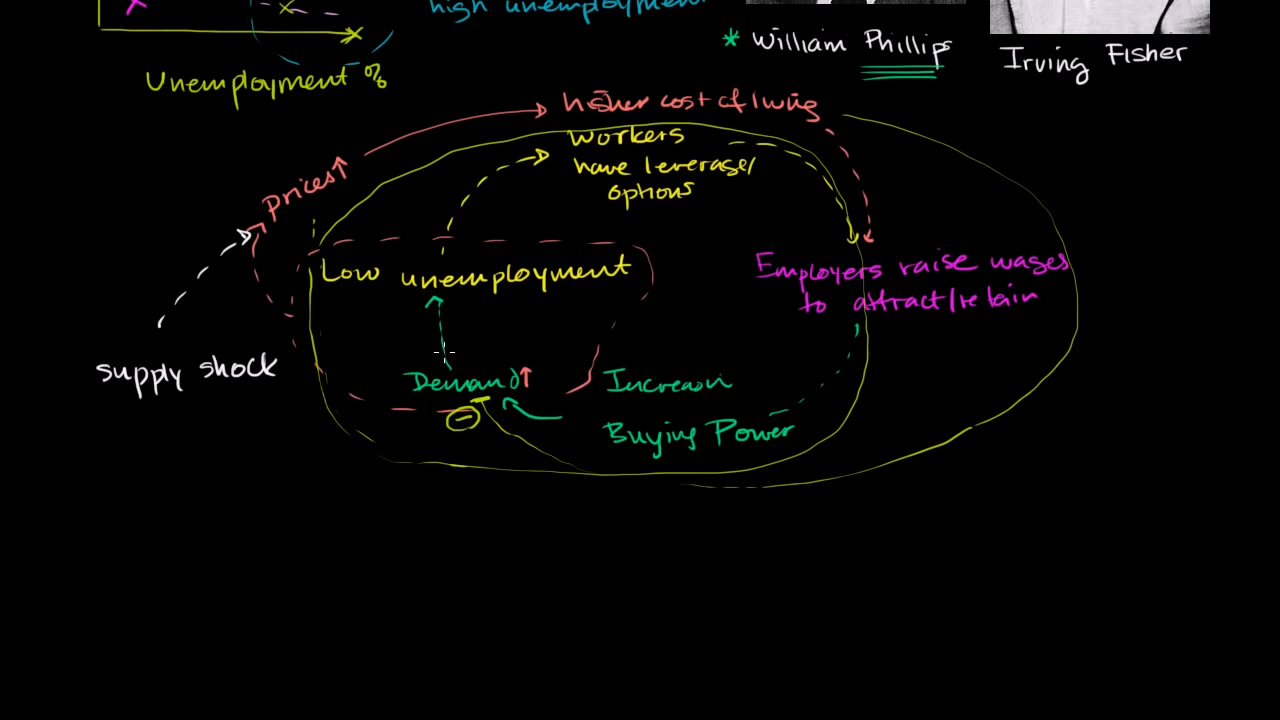 high unemployment
* William Phillips
Irving Fisher
Unemployment %
higher cost of living
workers
have leverage/
options
Prices↑
Low unemployment
Employers raise wages
to attract/retain
supply shock
Demand↑
Increase in
Buying Power